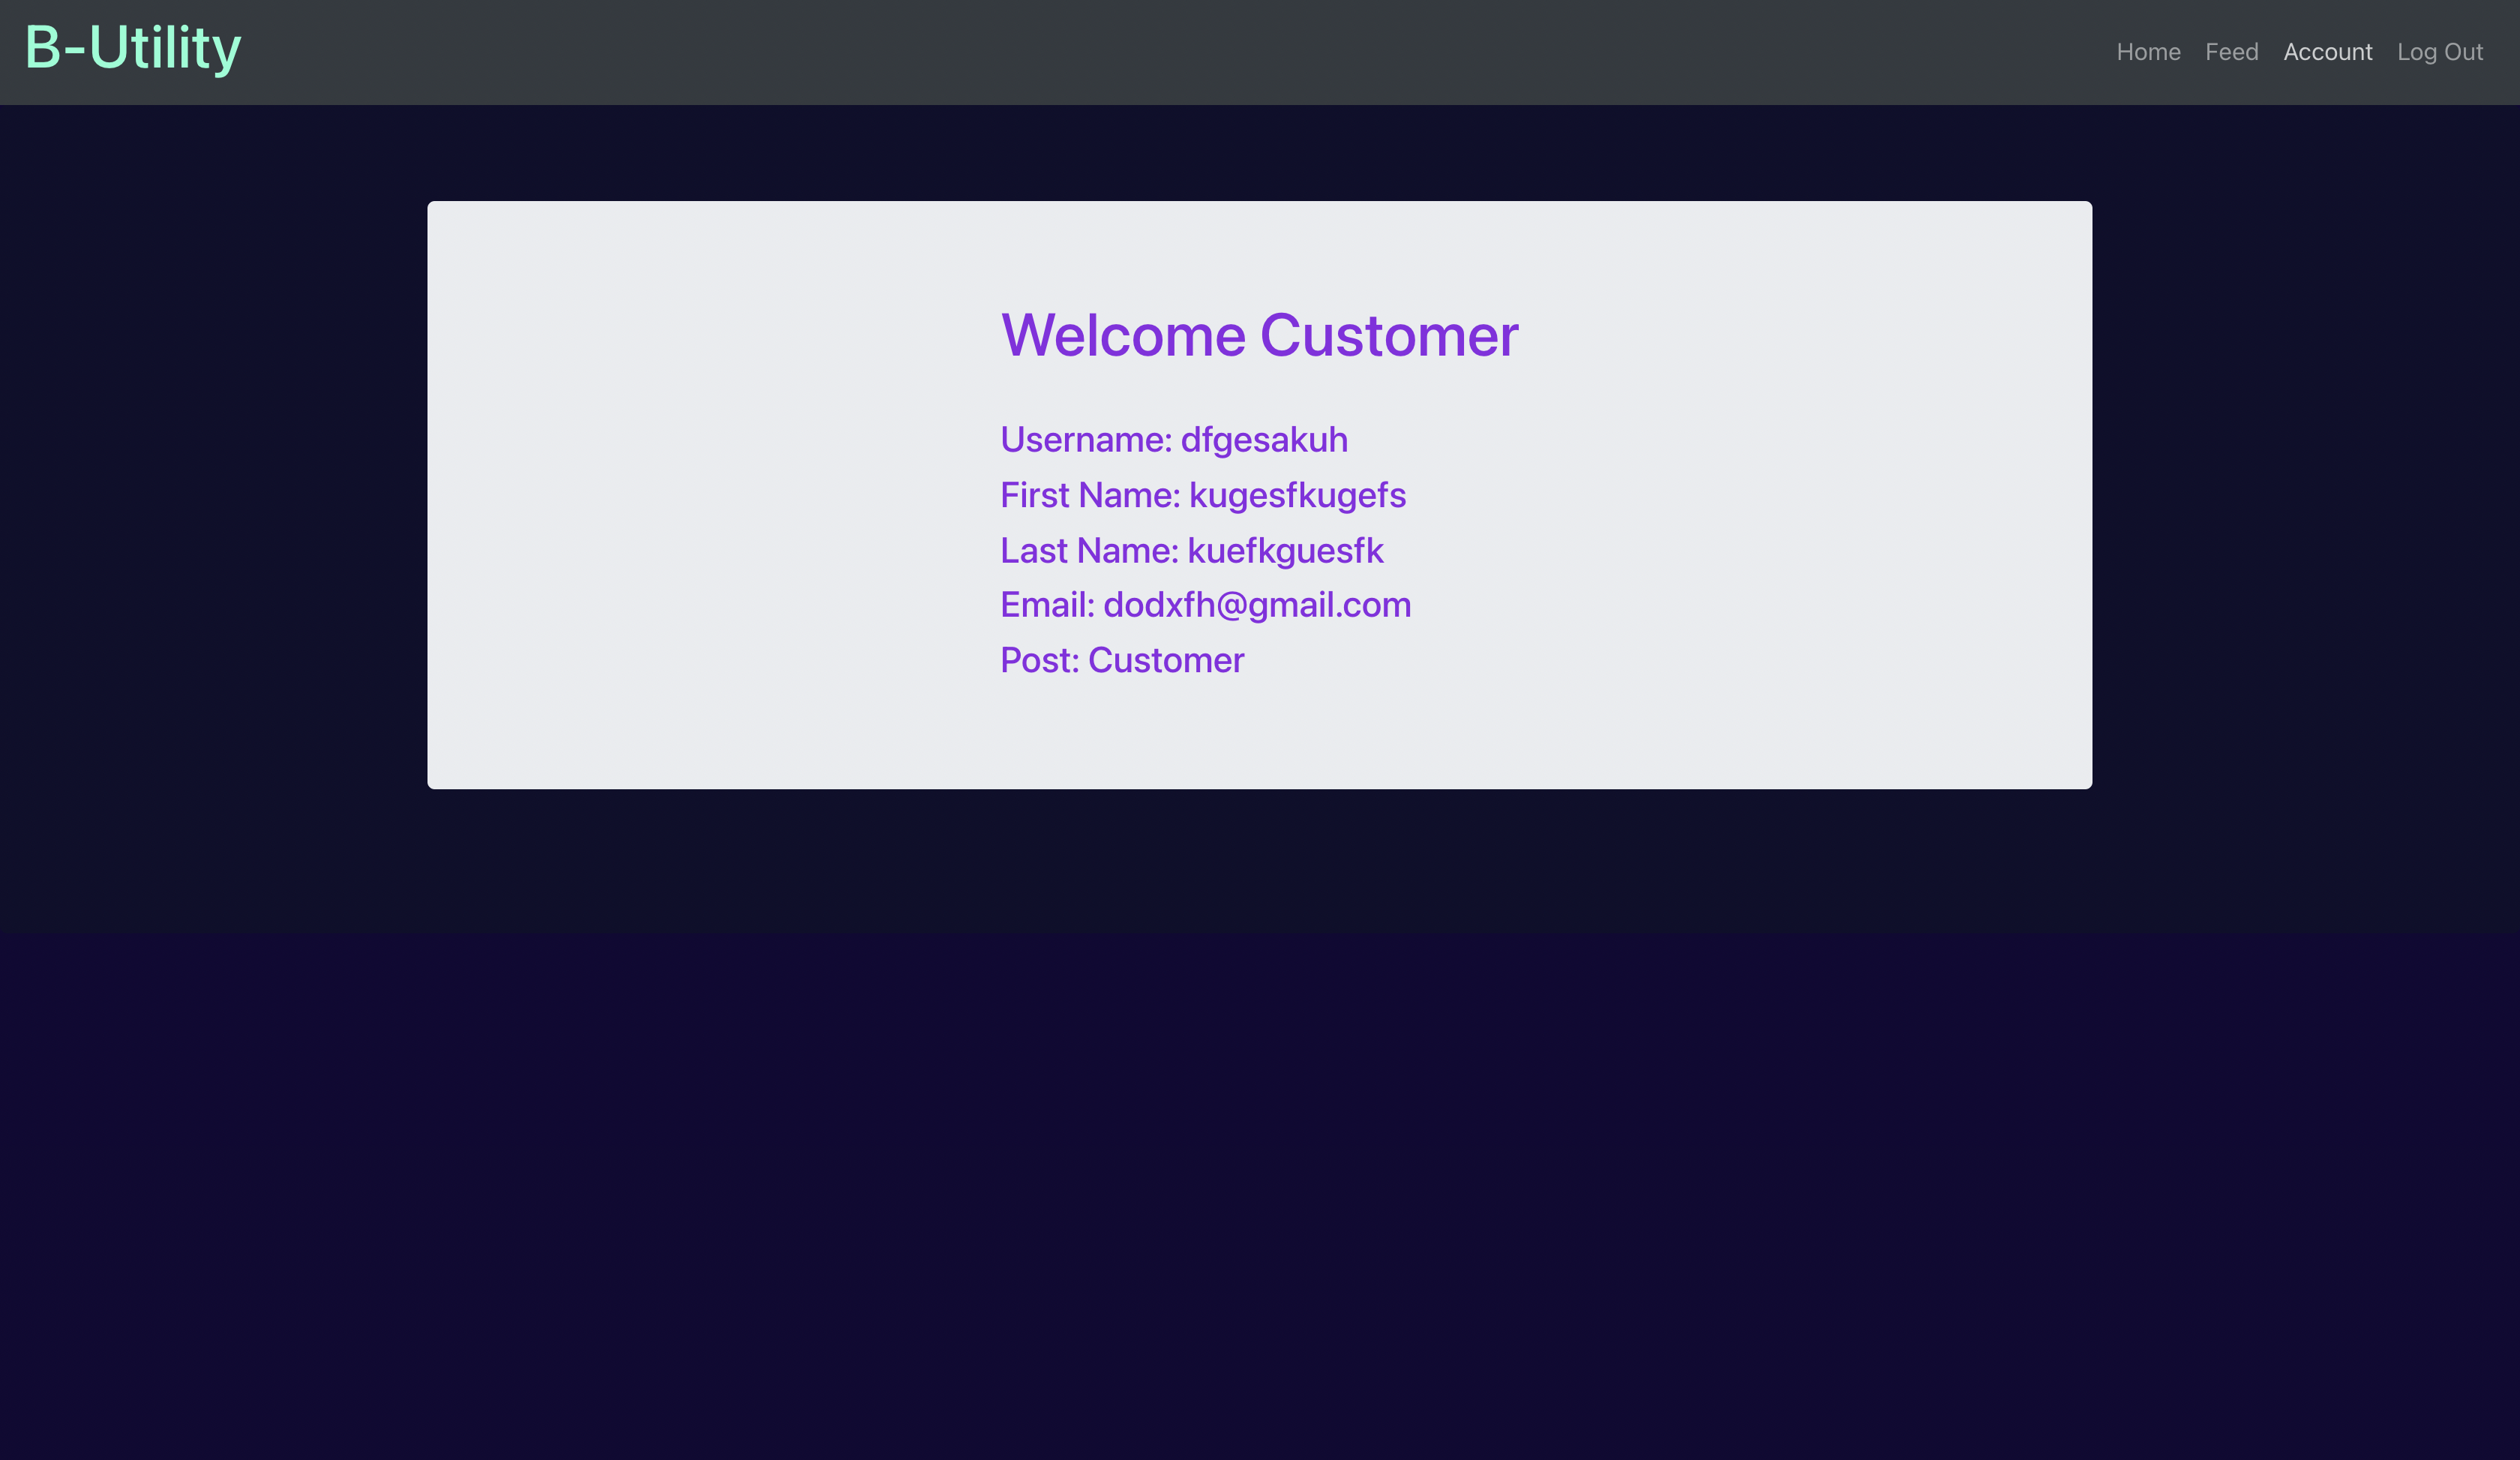 B-Utility
Home Feed Account Log Out
Welcome Customer
Username: dfgesakuh
First Name: kugesfkugefs
Last Name: kuefkguesfk
Email: dodxfh@gmail.com
Post: Customer